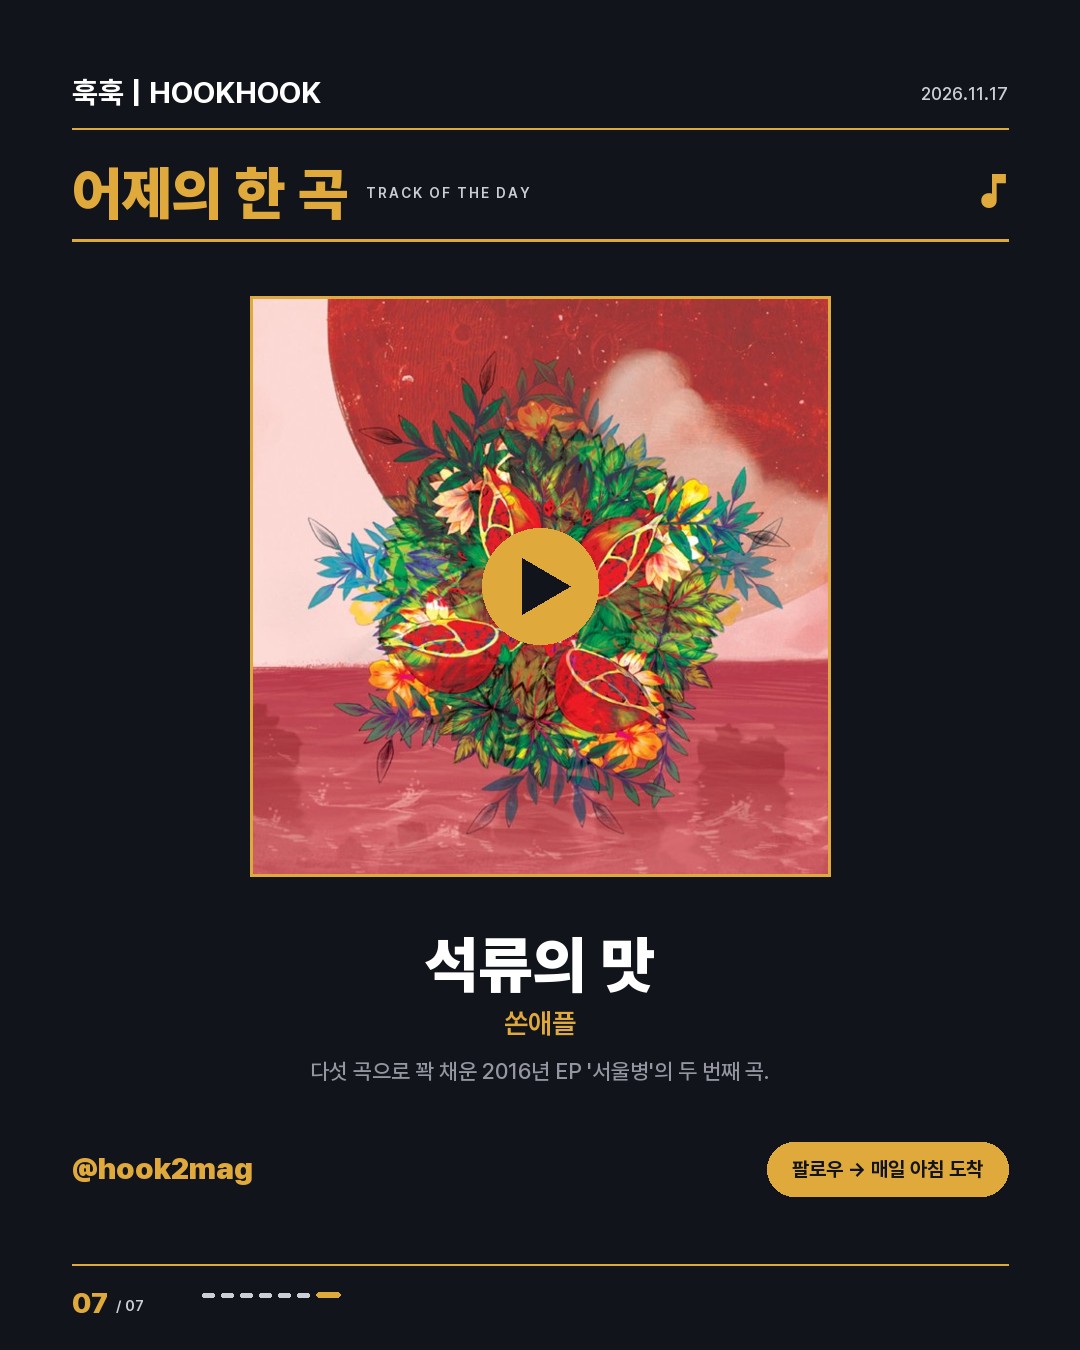 훅훅 | HOOKHOOK
2026.11.17
어제의 한 곡 TRACK OF THE DAY
석류의 맛
쏜애플
다섯 곡으로 꽉 채운 2016년 EP '서울병'의 두 번째 곡.
@hook2mag
팔로우 → 매일 아침 도착
07 / 07